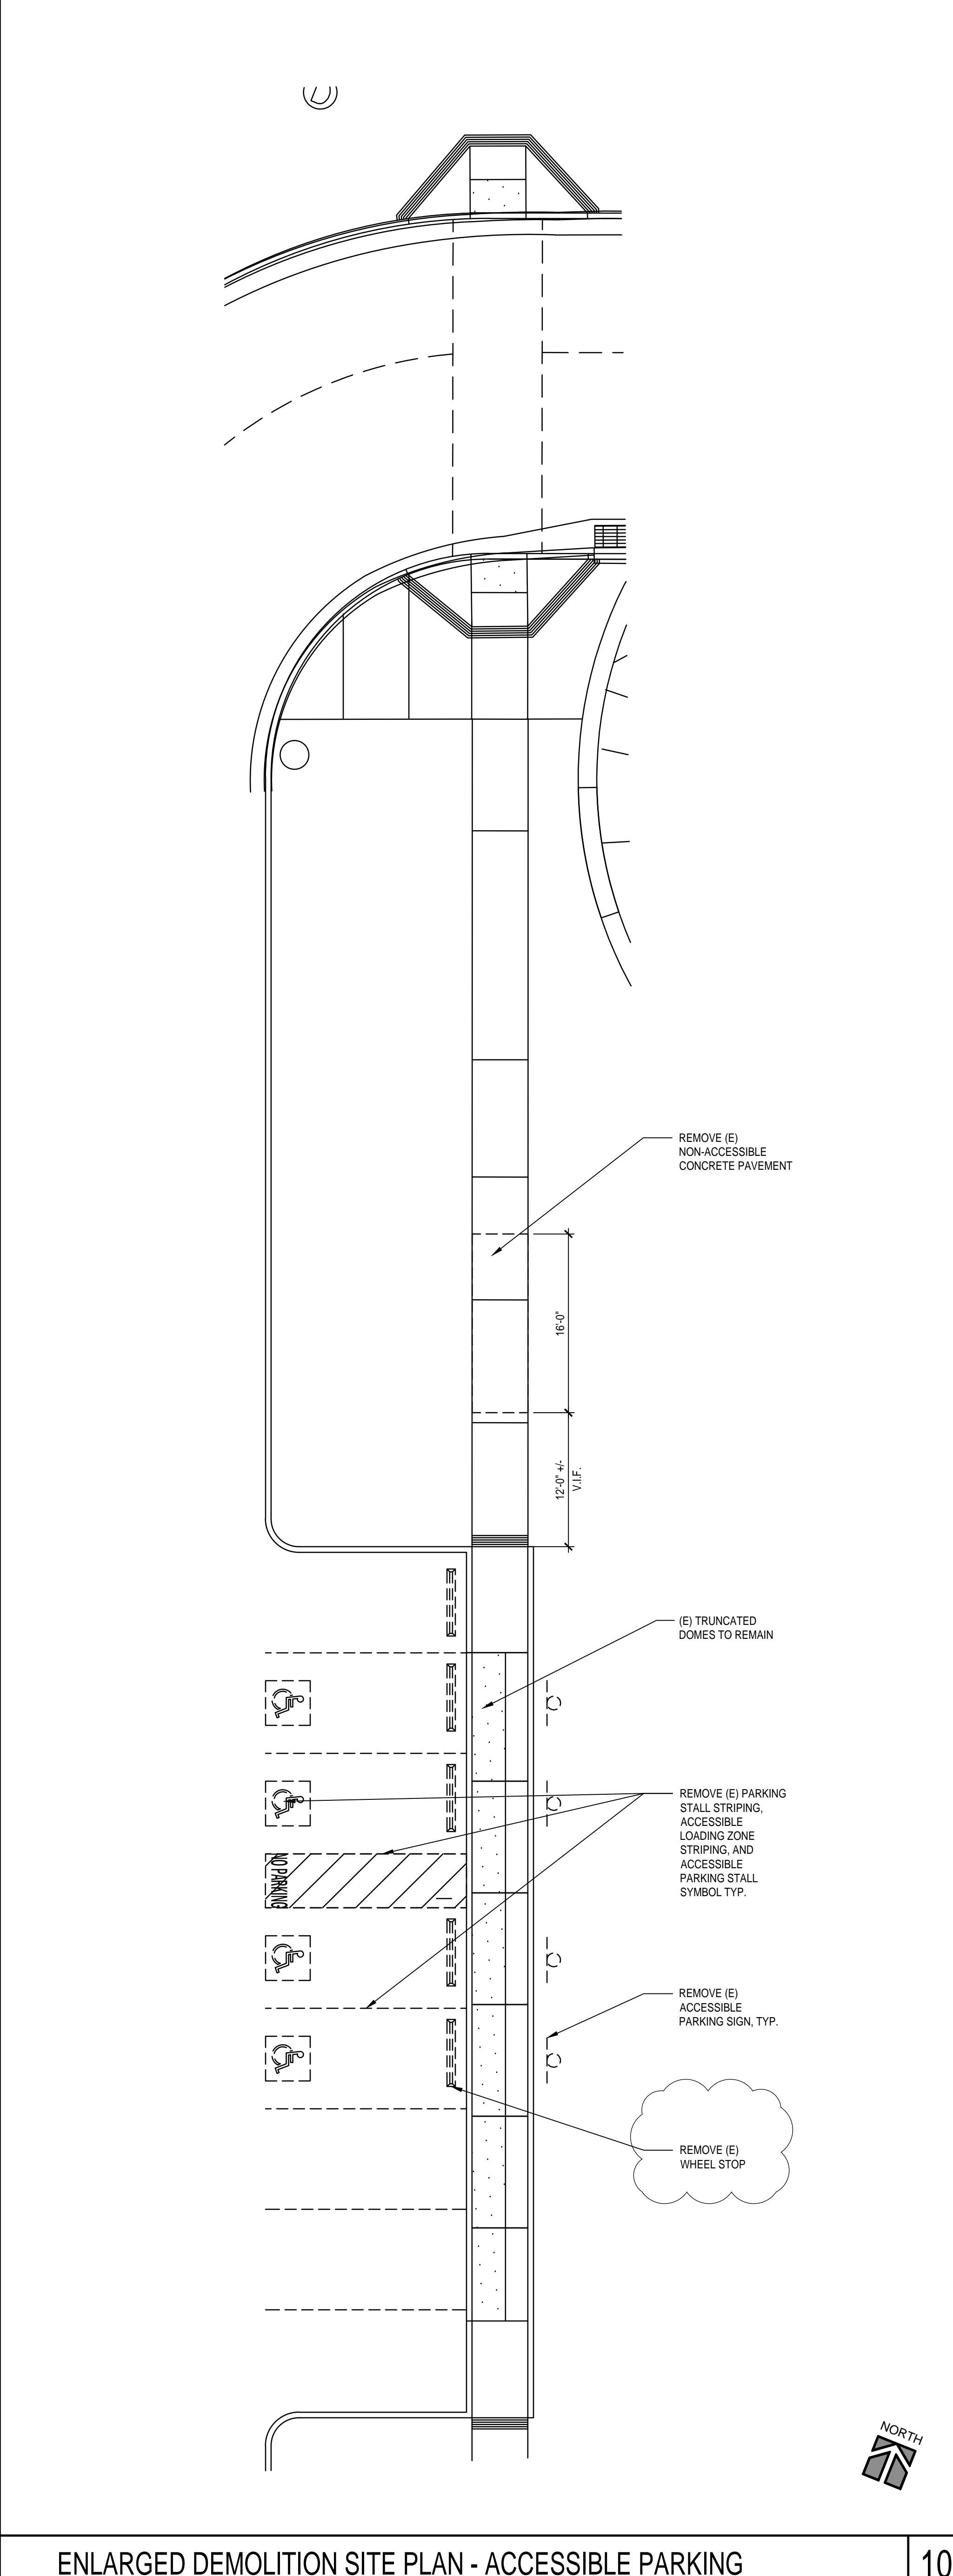 REMOVE (E)
NON-ACCESSIBLE
CONCRETE PAVEMENT
16'-0"
12'-0" +/-
V.I.F.
(E) TRUNCATED
DOMES TO REMAIN
REMOVE (E) PARKING
STALL STRIPING,
ACCESSIBLE
LOADING ZONE
STRIPING, AND
ACCESSIBLE
PARKING STALL
SYMBOL TYP.
NO PARKING
REMOVE (E)
ACCESSIBLE
PARKING SIGN, TYP.
REMOVE (E)
WHEEL STOP
NORTH
ENLARGED DEMOLITION SITE PLAN - ACCESSIBLE PARKING
10